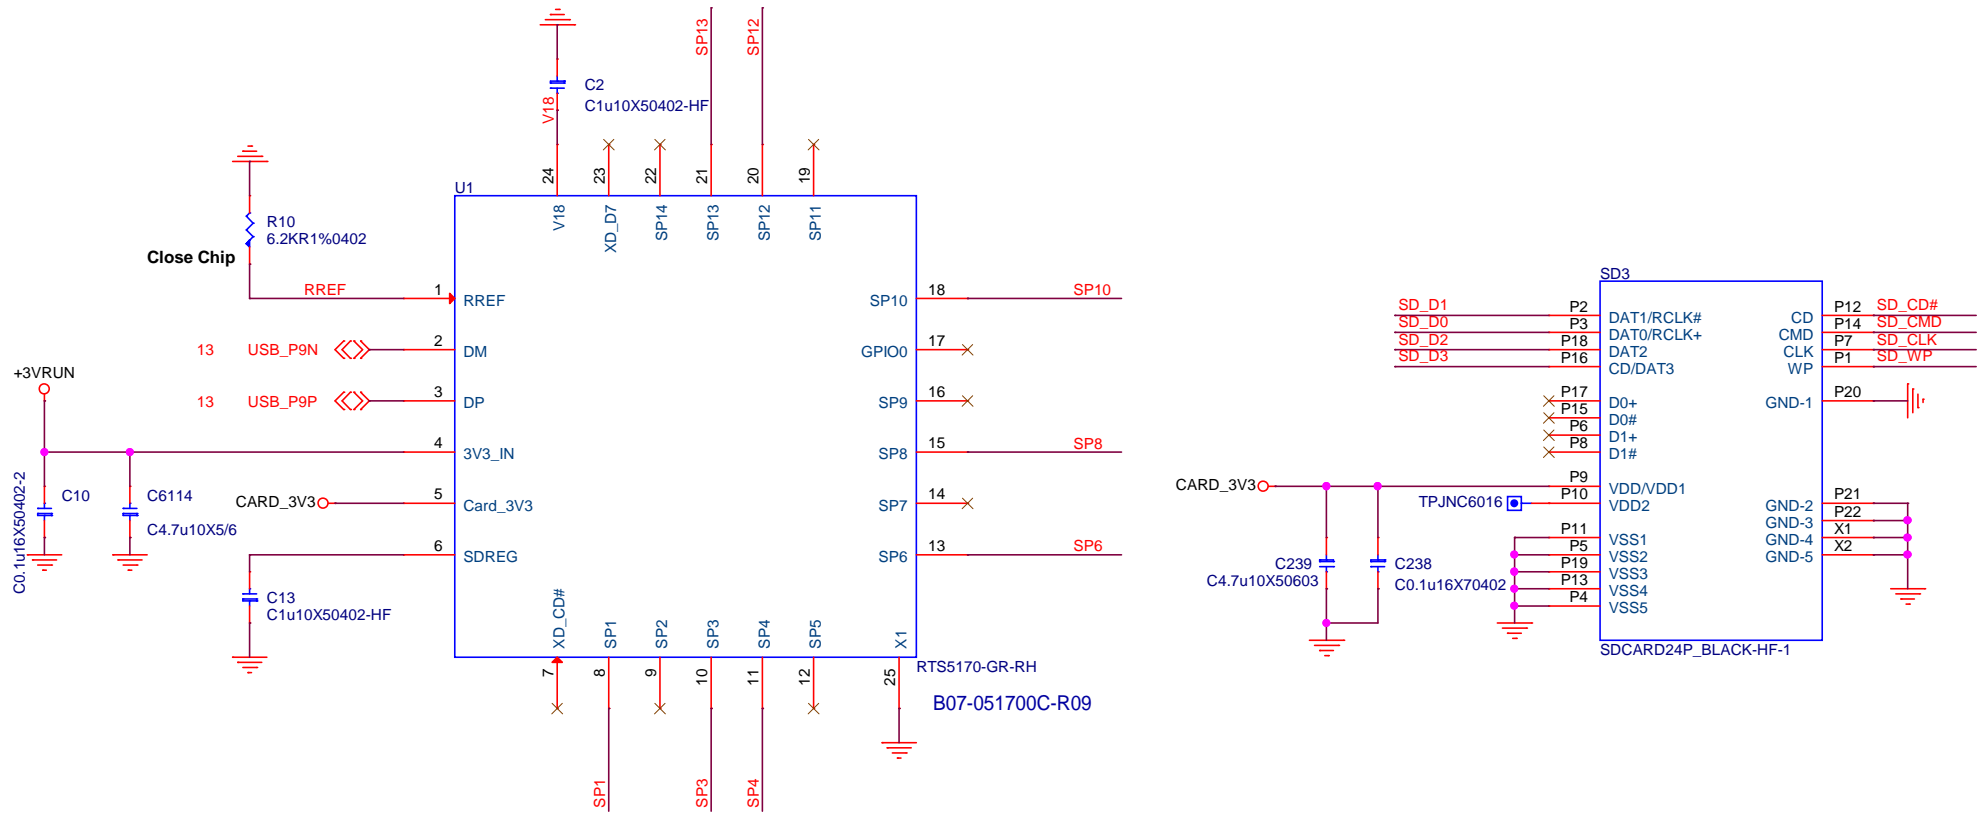 SP13
SP12
C2
C1u10X50402-HF
V18
24
23
22
21
20
19
U1
V18
XD_D7
SP14
SP13
SP12
SP11
R10
6.2KR1%0402
Close Chip
RREF
1
RREF
13 USB_P9N
2
DM
13 USB_P9P
3
DP
+3VRUN
4
3V3_IN
C10
C0.1u16X50402-2
C6114
C4.7u10X5/6
CARD_3V3
5
Card_3V3
6
SDREG
C13
C1u10X50402-HF
18
SP10
SP10
17
GPIO0
16
SP9
15
SP8
SP8
14
SP7
13
SP6
SP6
XD_CD#
SP1
SP2
SP3
SP4
SP5
X1
7
8
9
10
11
12
25
RTS5170-GR-RH
B07-051700C-R09
SP1
SP3
SP4
SD3
SD_D1 P2 DAT1/RCLK#
SD_D0 P3 DAT0/RCLK+
SD_D2 P18 DAT2
SD_D3 P16 CD/DAT3
P17 D0+
P15 D0#
P6 D1+
P8 D1#
CARD_3V3
P9 VDD/VDD1
TPJNC6016
P10 VDD2
P11 VSS1
P5 VSS2
P19 VSS3
P13 VSS4
P4 VSS5
C239
C4.7u10X50603
C238
C0.1u16X70402
CD P12 SD_CD#
CMD P14 SD_CMD
CLK P7 SD_CLK
WP P1 SD_WP
GND-1 P20
GND-2 P21
GND-3 P22
GND-4 X1
GND-5 X2
SDCARD24P_BLACK-HF-1